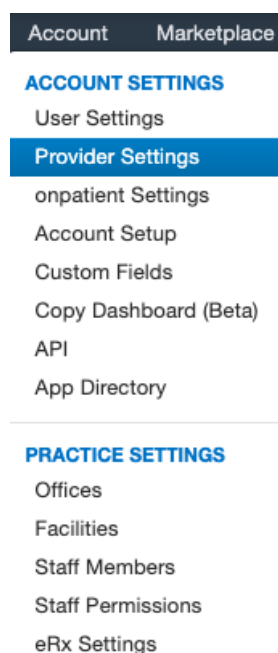 Account Marketplace
ACCOUNT SETTINGS
User Settings
Provider Settings
onpatient Settings
Account Setup
Custom Fields
Copy Dashboard (Beta)
API
App Directory
PRACTICE SETTINGS
Offices
Facilities
Staff Members
Staff Permissions
eRx Settings